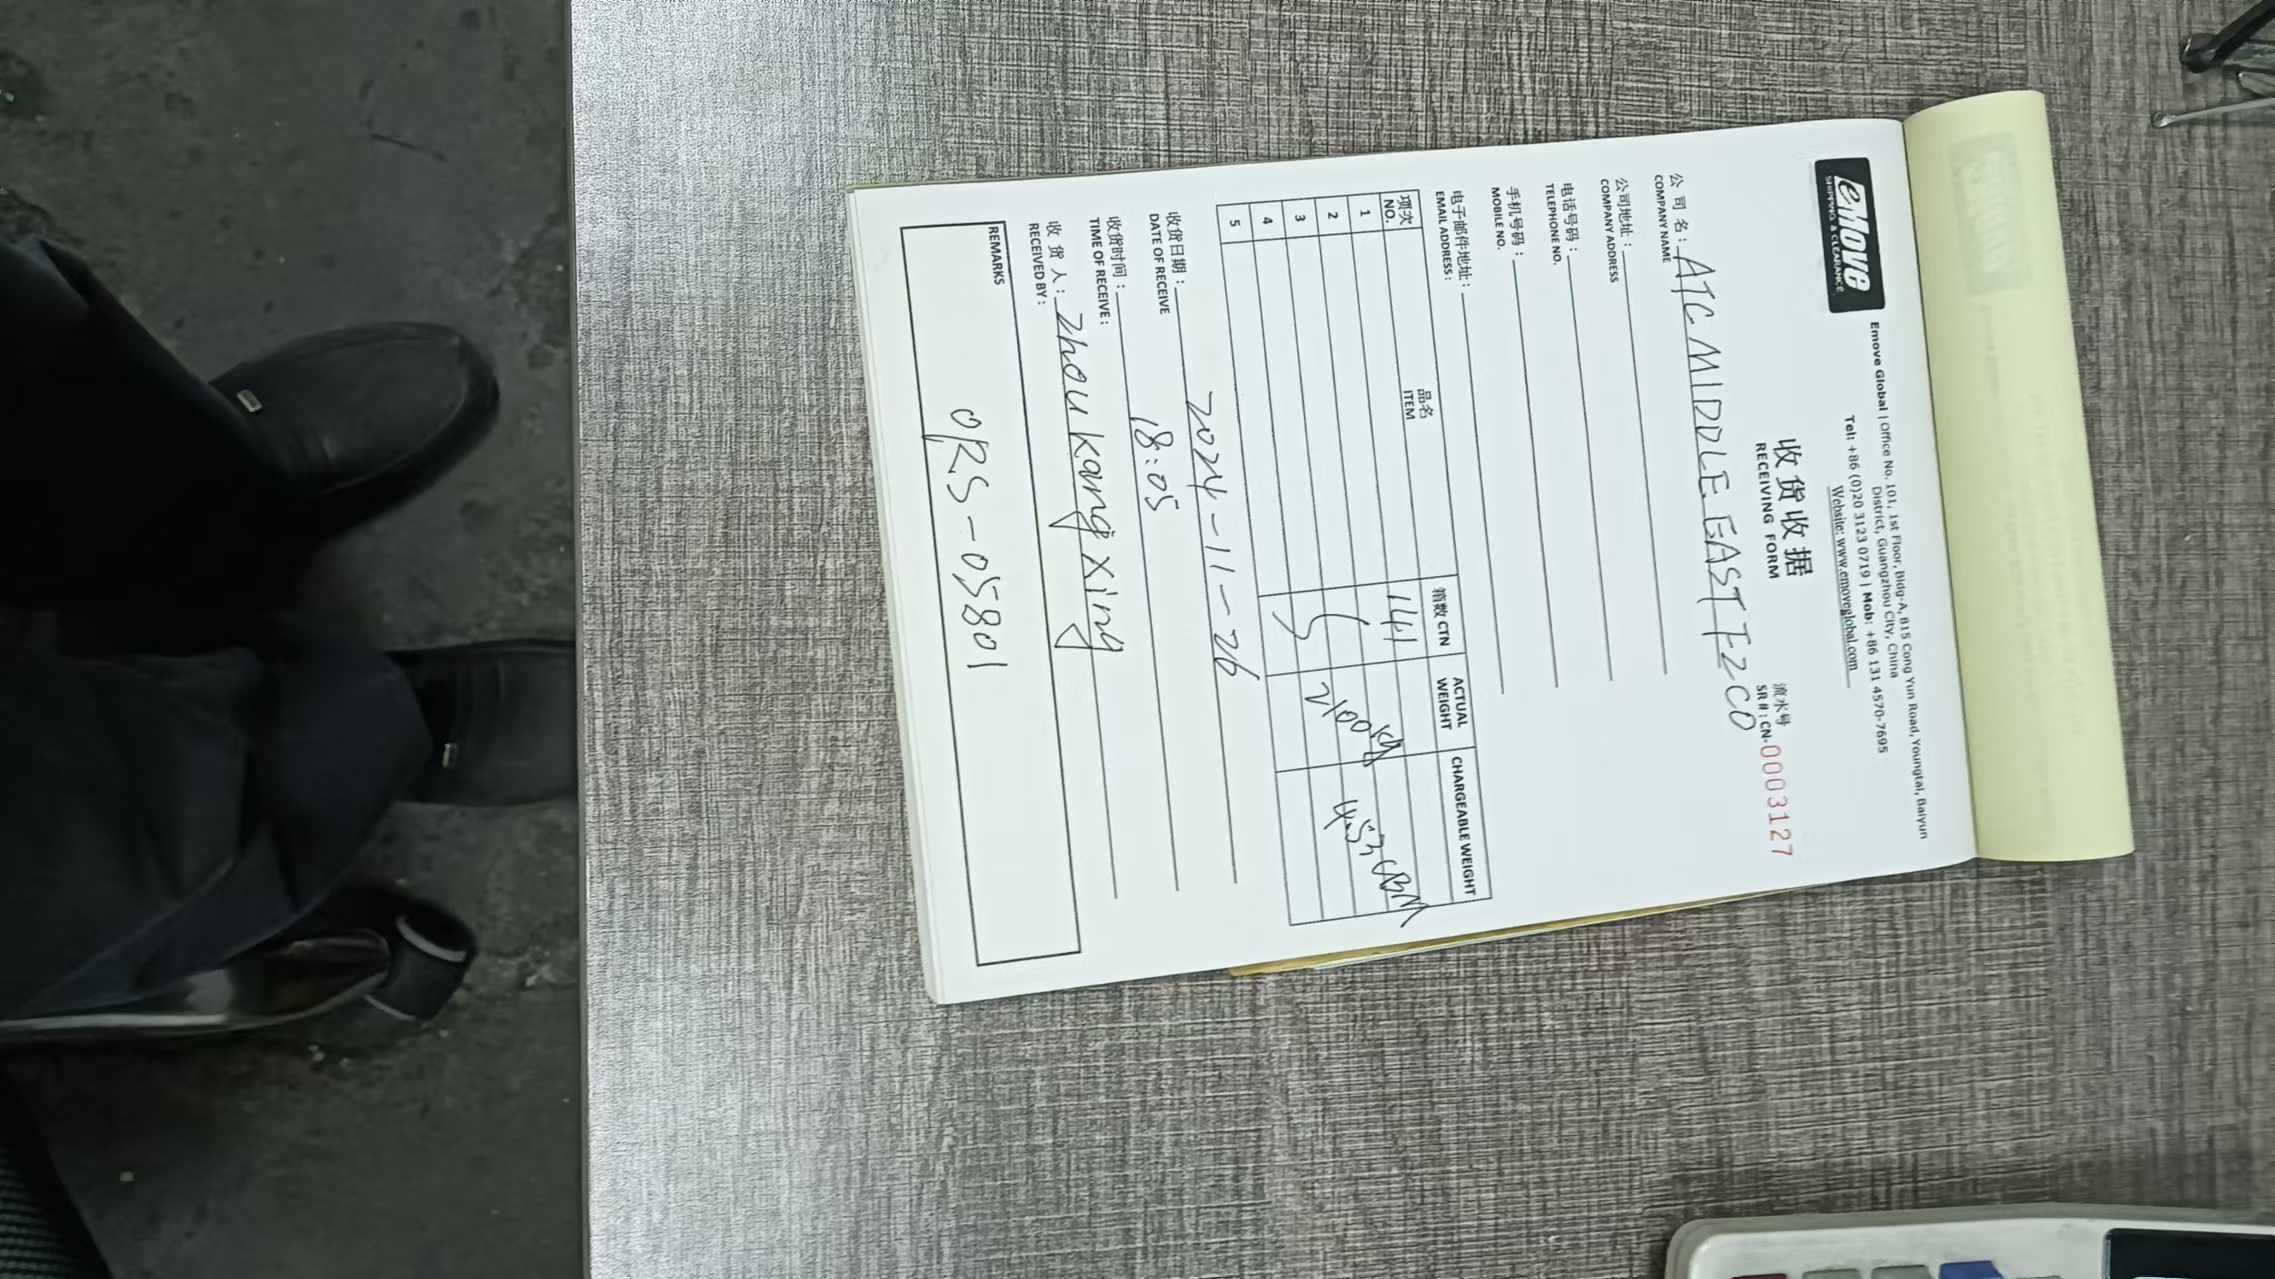 eMove
SHIPPING & CLEARANCE
Emove Global | Office No. 101, 1st Floor, Bldg-A, 815 Cong Yun Road, Youngtai, Baiyun
District, Guangzhou City, China
Tel: +86 (0)20 3123 0719 | Mob: +86 131 4570-7695
Website: www.emoveglobal.com
收货收据
RECEIVING FORM
流水号
SR#: CN-0003127
公司名: ATC MIDDLE EAST FZCO
COMPANY NAME
公司地址:
COMPANY ADDRESS
电话号码:
TELEPHONE NO.
手机号码:
MOBILE NO.
电子邮件地址:
EMAIL ADDRESS:
项次 NO. 品名 ITEM 箱数 CTN ACTUAL WEIGHT CHARGEABLE WEIGHT
1 141
2 2100kg 4.53CBM
3
4
5
收货日期: 2024-11-26
DATE OF RECEIVE
收货时间: 18:05
TIME OF RECEIVE:
收货人: Zhou kang xing
RECEIVED BY:
REMARKS
ORS-05801